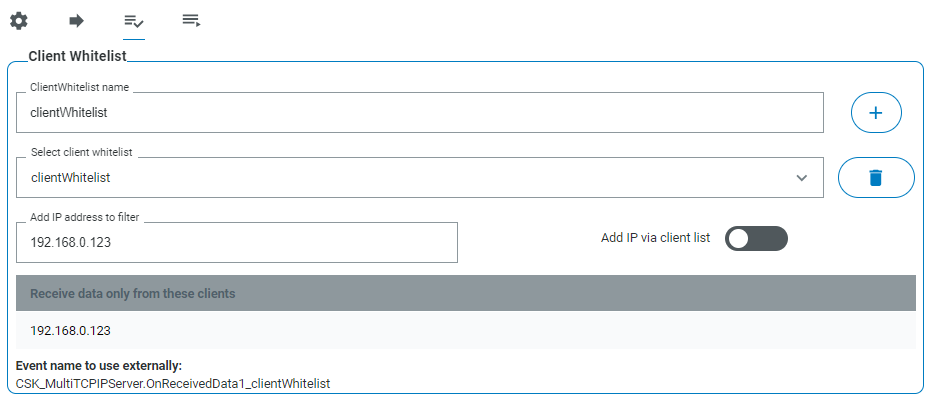 Client Whitelist
ClientWhitelist name
clientWhitelist
Select client whitelist
clientWhitelist
Add IP address to filter
192.168.0.123
Add IP via client list
Receive data only from these clients
192.168.0.123
Event name to use externally:
CSK_MultiTCPIPServer.OnReceivedData1_clientWhitelist